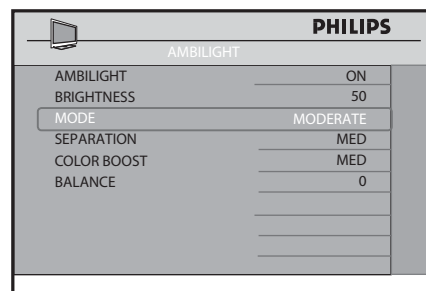 PHILIPS
AMBILIGHT
AMBILIGHT ON
BRIGHTNESS 50
MODE MODERATE
SEPARATION MED
COLOR BOOST MED
BALANCE 0